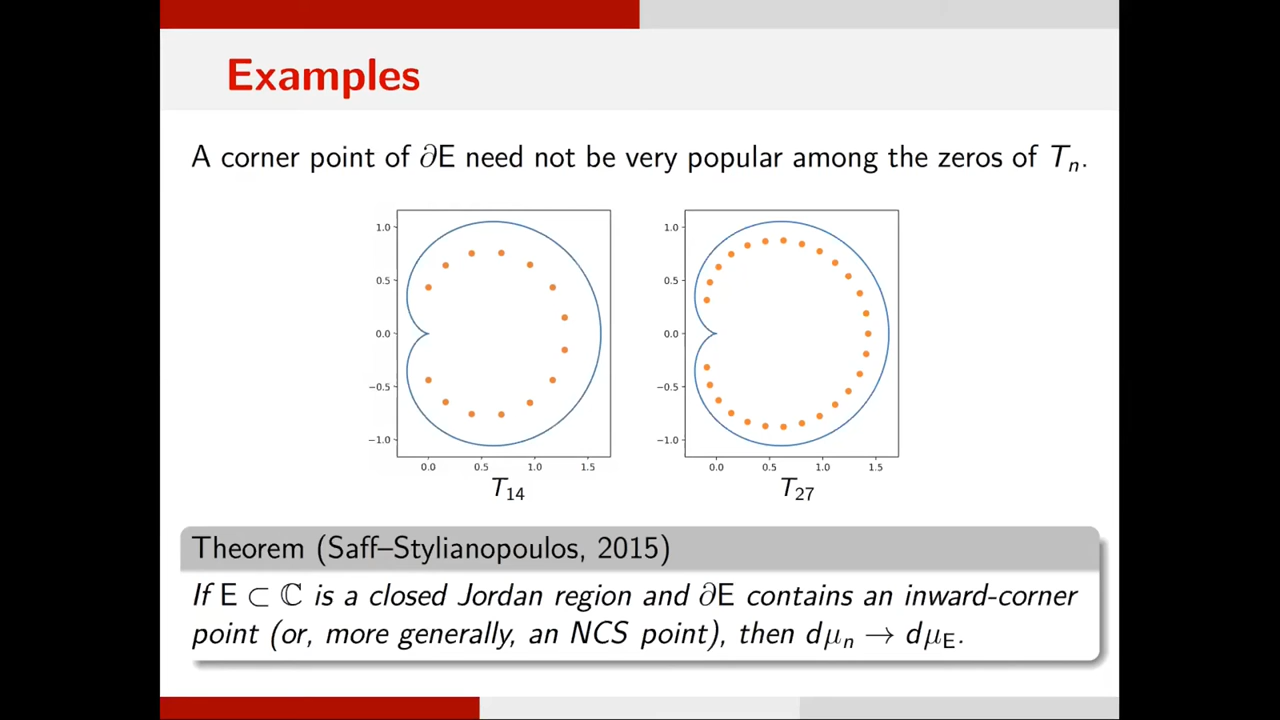 Examples
A corner point of ∂E need not be very popular among the zeros of Tₙ.
1.0
0.5
0.0
−0.5
−1.0
0.0 0.5 1.0 1.5
T₁₄
1.0
0.5
0.0
−0.5
−1.0
0.0 0.5 1.0 1.5
T₂₇
Theorem (Saff–Stylianopoulos, 2015)
If E ⊂ ℂ is a closed Jordan region and ∂E contains an inward-corner
point (or, more generally, an NCS point), then dμₙ → dμ_E.